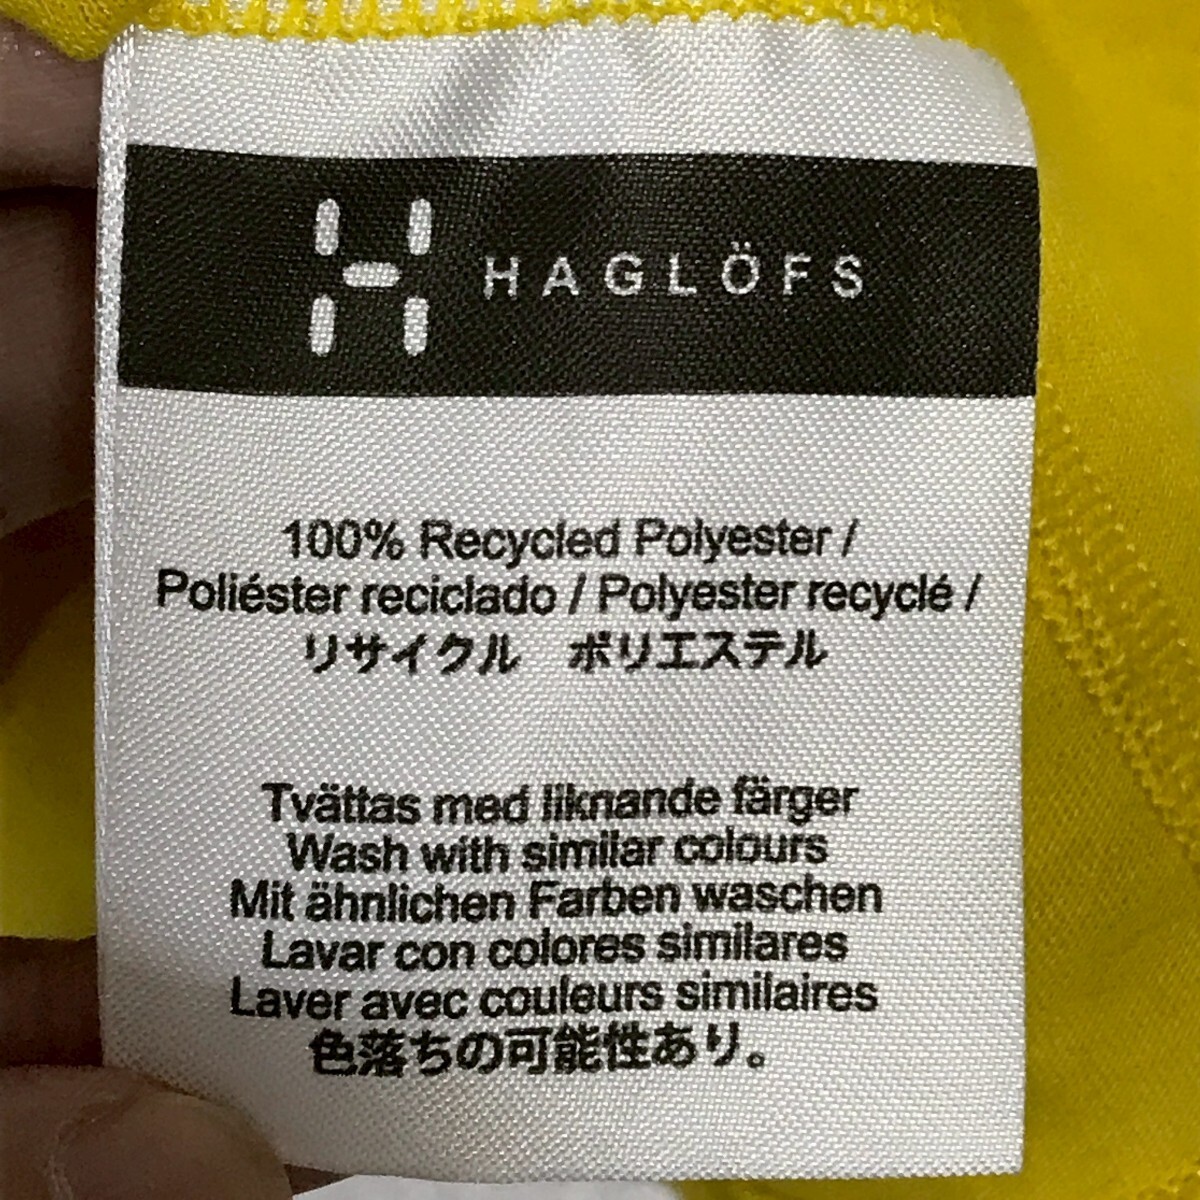 HAGLÖFS
100% Recycled Polyester /
Poliéster reciclado / Polyester recyclé /
リサイクル　ポリエステル
Tvättas med liknande färger
Wash with similar colours
Mit ähnlichen Farben waschen
Lavar con colores similares
Laver avec couleurs similaires
色落ちの可能性あり。